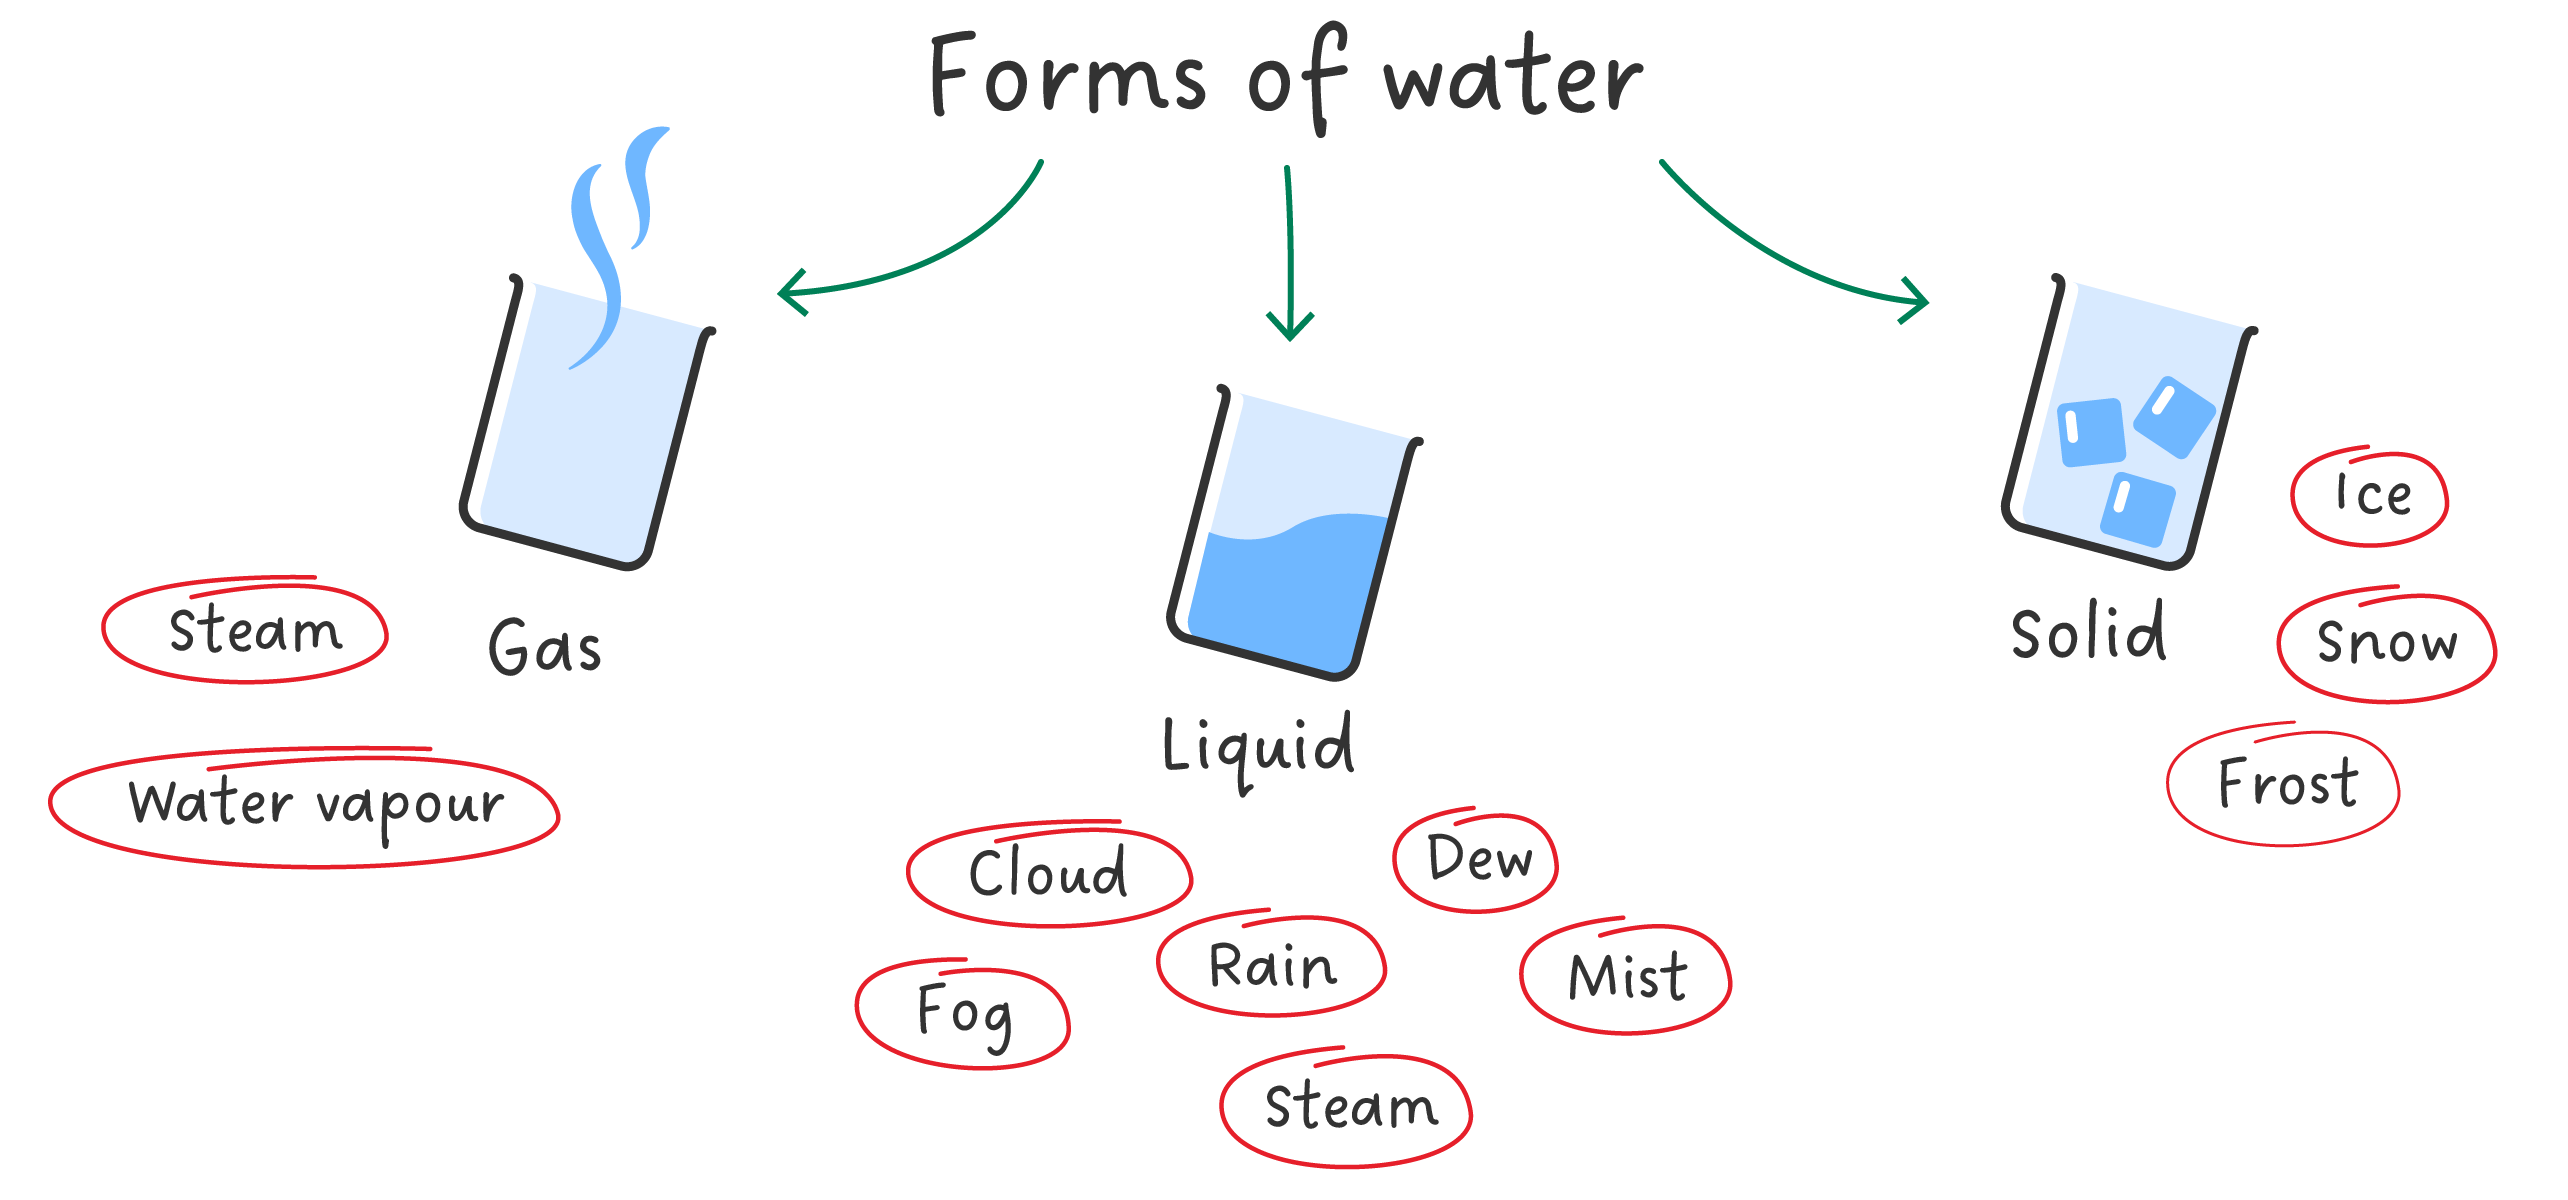 Forms of water
Gas
Steam
Water vapour
Liquid
Cloud
Dew
Rain
Mist
Fog
Steam
Solid
Ice
Snow
Frost